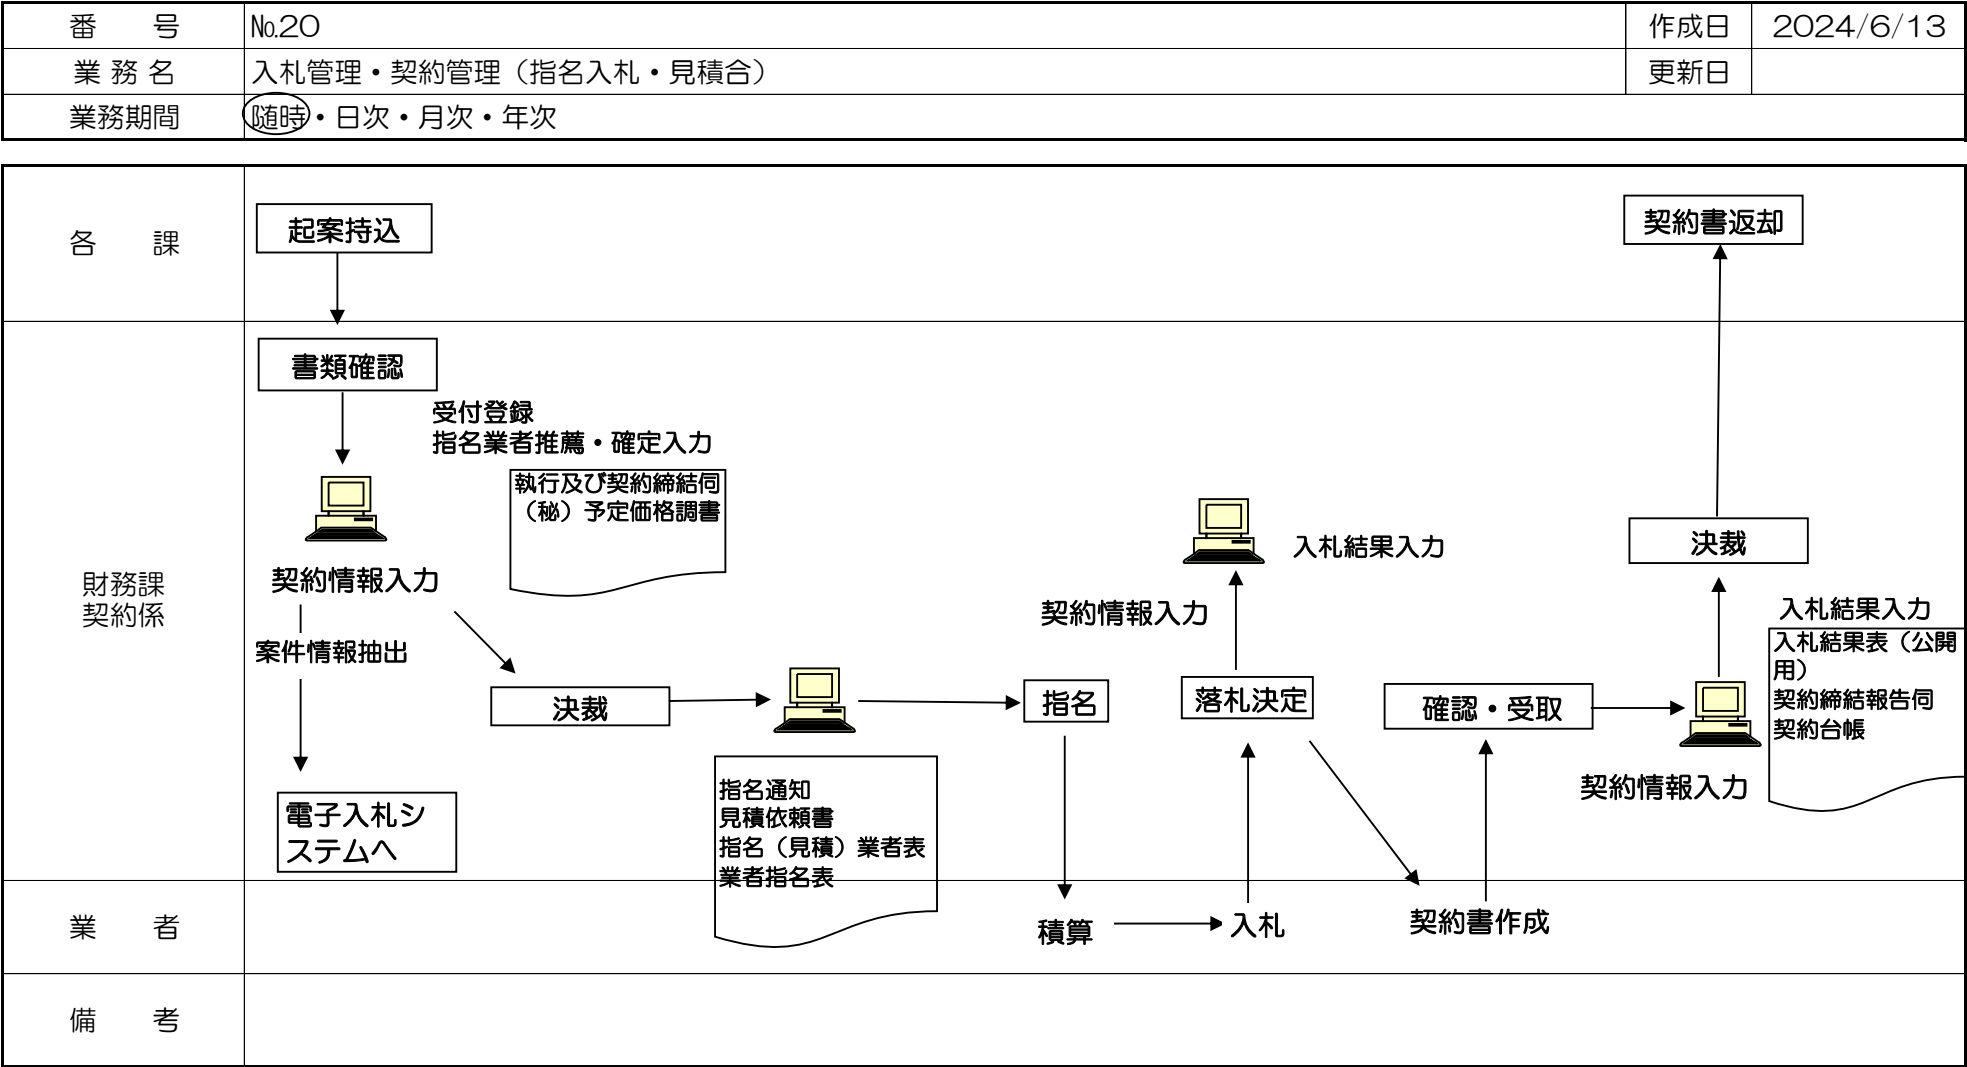 番　　号　№20　作成日　2024/6/13
業 務 名　入札管理・契約管理（指名入札・見積合）　更新日
業務期間　随時・日次・月次・年次
各　　課
起案持込
契約書返却
財務課
契約係
書類確認
受付登録
指名業者推薦・確定入力
執行及び契約締結伺
（秘）予定価格調書
契約情報入力
案件情報抽出
電子入札シ
ステムへ
決裁
指名通知
見積依頼書
指名（見積）業者表
業者指名表
指名
契約情報入力
入札結果入力
落札決定
確認・受取
決裁
入札結果入力
入札結果表（公開
用）
契約締結報告伺
契約台帳
契約情報入力
業　　者
積算
入札
契約書作成
備　　考